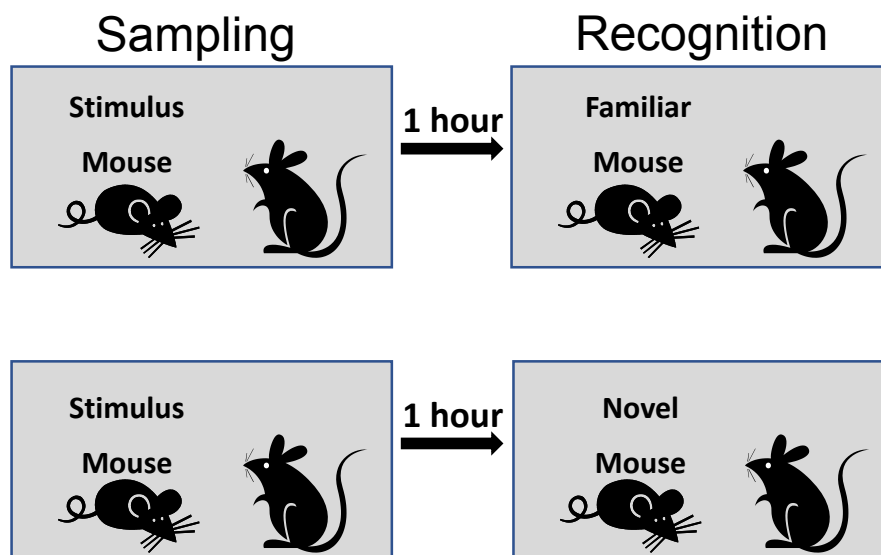 Sampling
Recognition
Stimulus
Mouse
1 hour
Familiar
Mouse
Stimulus
Mouse
1 hour
Novel
Mouse